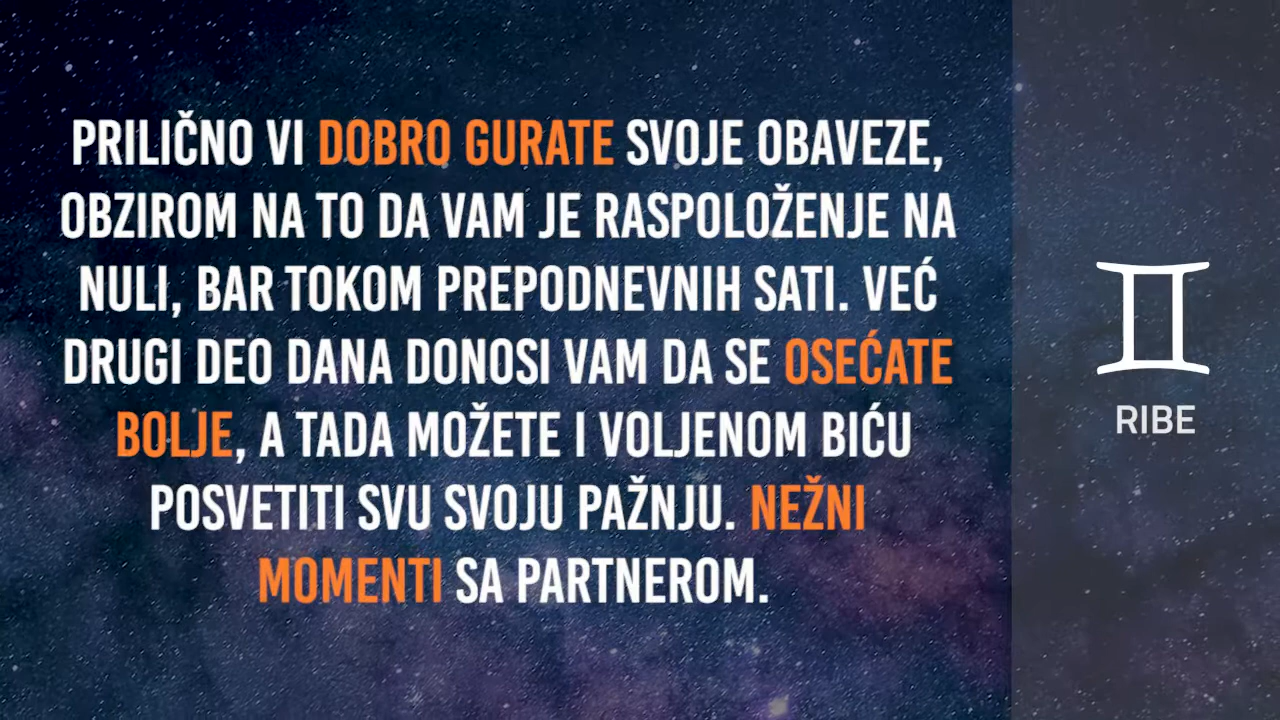 PRILIČNO VI DOBRO GURATE SVOJE OBAVEZE,
OBZIROM NA TO DA VAM JE RASPOLOŽENJE NA
NULI, BAR TOKOM PREPODNEVNIH SATI. VEĆ
DRUGI DEO DANA DONOSI VAM DA SE OSEĆATE
BOLJE, A TADA MOŽETE I VOLJENOM BIĆU
POSVETITI SVU SVOJU PAŽNJU. NEŽNI
MOMENTI SA PARTNEROM.
RIBE